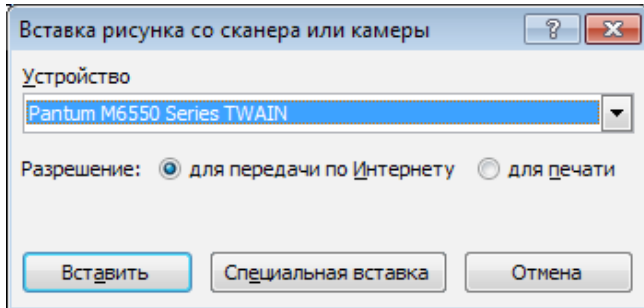 Вставка рисунка со сканера или камеры
Устройство
Pantum M6550 Series TWAIN
Разрешение: для передачи по Интернету для печати
Вставить Специальная вставка Отмена